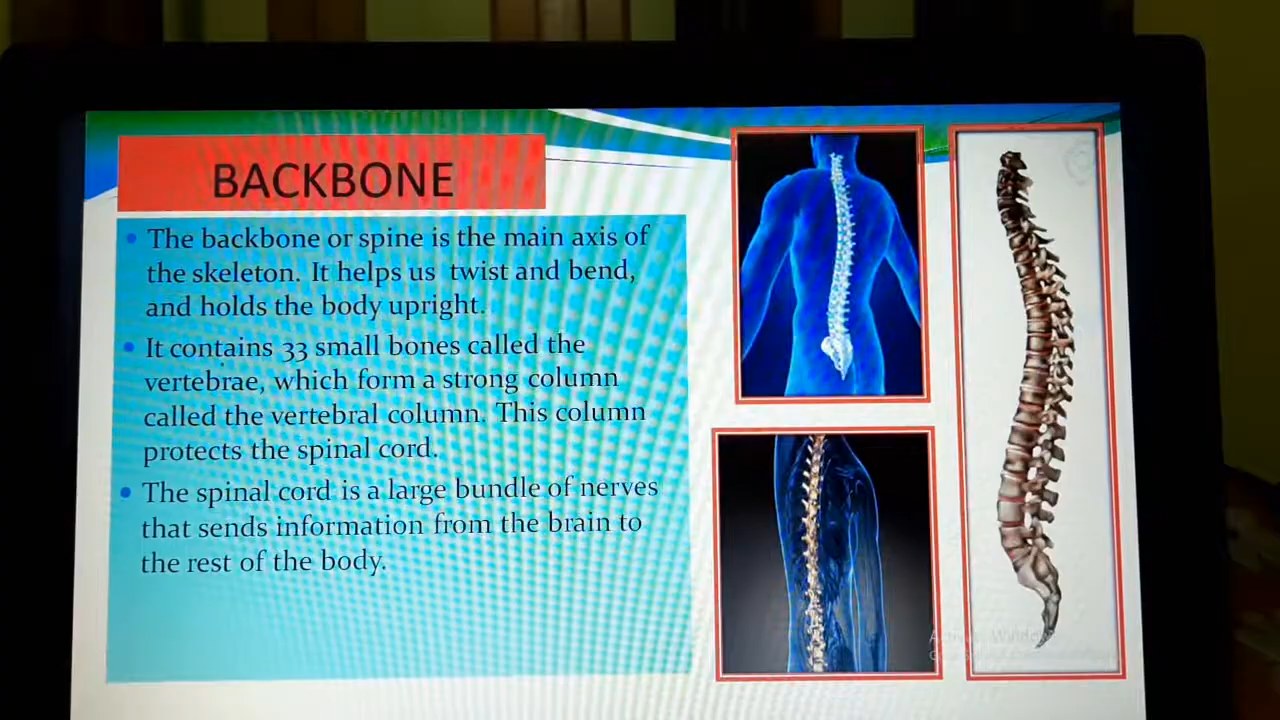 BACKBONE
The backbone or spine is the main axis of
the skeleton. It helps us twist and bend,
and holds the body upright.
It contains 33 small bones called the
vertebrae, which form a strong column
called the vertebral column. This column
protects the spinal cord.
The spinal cord is a large bundle of nerves
that sends information from the brain to
the rest of the body.